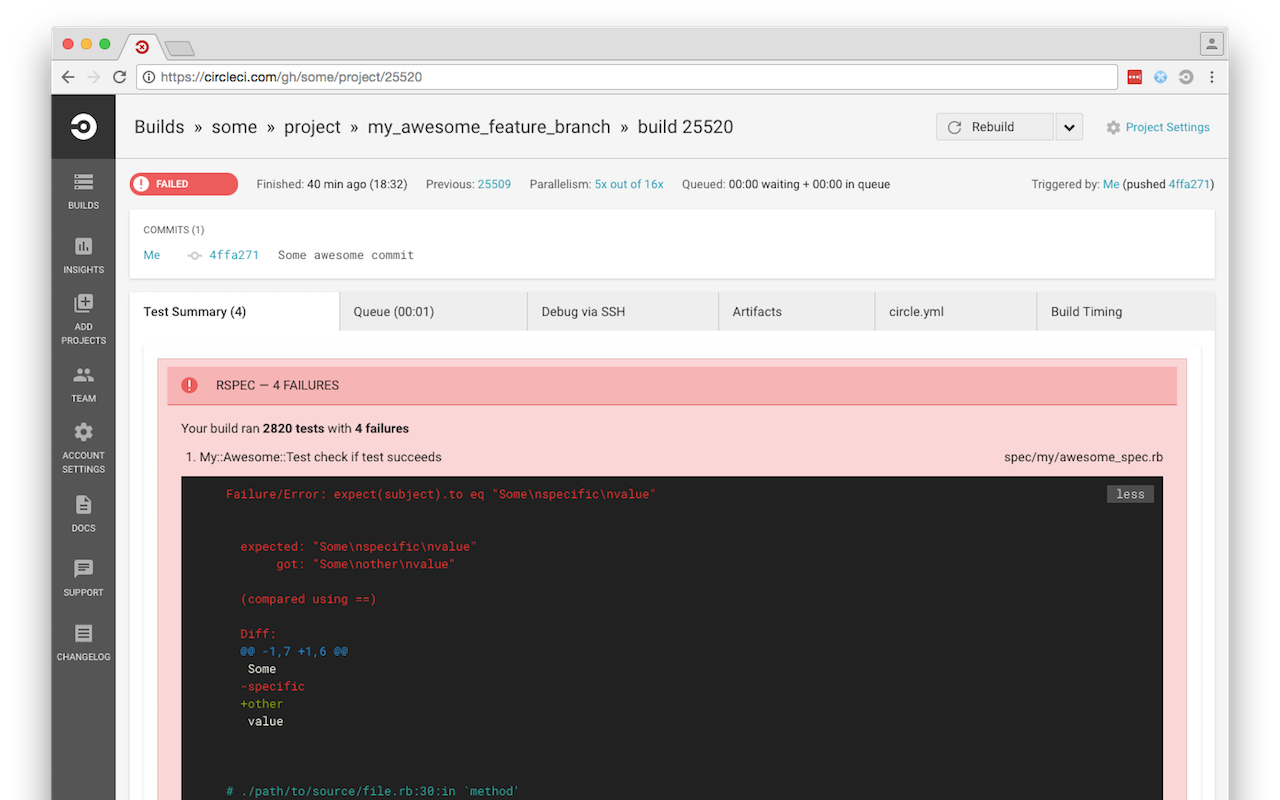 https://circleci.com/gh/some/project/25520
Builds » some » project » my_awesome_feature_branch » build 25520
Rebuild
Project Settings
FAILED
Finished: 40 min ago (18:32)
Previous: 25509
Parallelism: 5x out of 16x
Queued: 00:00 waiting + 00:00 in queue
Triggered by: Me (pushed 4ffa271)
BUILDS
INSIGHTS
ADD
PROJECTS
TEAM
ACCOUNT
SETTINGS
DOCS
SUPPORT
CHANGELOG
COMMITS (1)
Me 4ffa271 Some awesome commit
Test Summary (4)
Queue (00:01)
Debug via SSH
Artifacts
circle.yml
Build Timing
RSPEC — 4 FAILURES
Your build ran 2820 tests with 4 failures
1. My::Awesome::Test check if test succeeds
spec/my/awesome_spec.rb
Failure/Error: expect(subject).to eq "Some\nspecific\nvalue"
less
expected: "Some\nspecific\nvalue"
got: "Some\nother\nvalue"
(compared using ==)
Diff:
@@ -1,7 +1,6 @@
Some
-specific
+other
value
# ./path/to/source/file.rb:30:in `method'